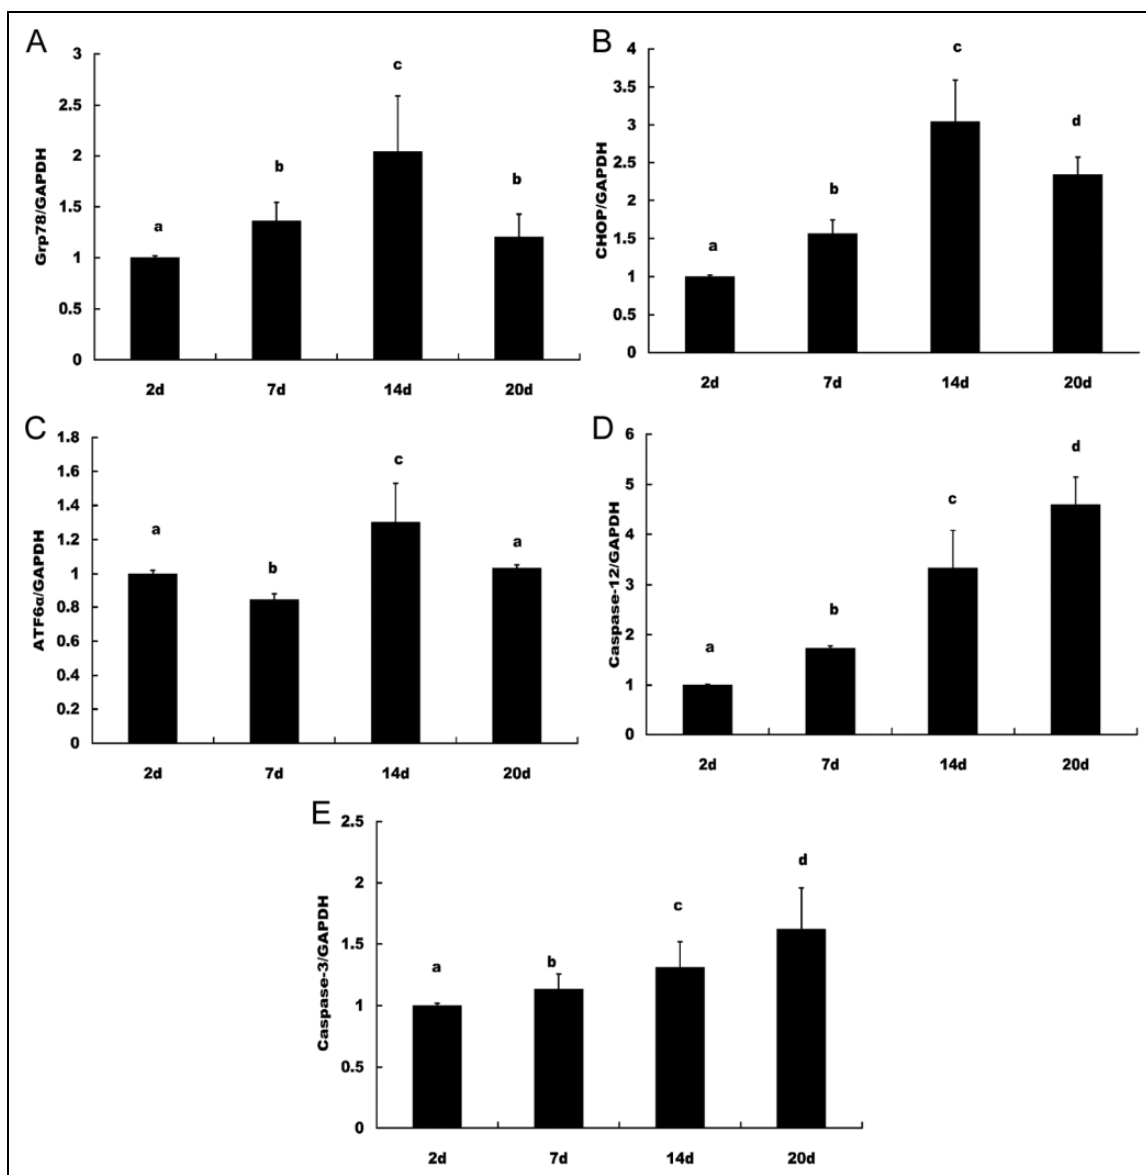 A
Grp78/GAPDH
3
2.5
2
1.5
1
0.5
0
a
b
c
b
2d
7d
14d
20d
B
CHOP/GAPDH
4
3.5
3
2.5
2
1.5
1
0.5
0
a
b
c
d
2d
7d
14d
20d
C
ATF6α/GAPDH
1.8
1.6
1.4
1.2
1
0.8
0.6
0.4
0.2
0
a
b
c
a
2d
7d
14d
20d
D
Caspase-12/GAPDH
6
5
4
3
2
1
0
a
b
c
d
2d
7d
14d
20d
E
Caspase-3/GAPDH
2.5
2
1.5
1
0.5
0
a
b
c
d
2d
7d
14d
20d